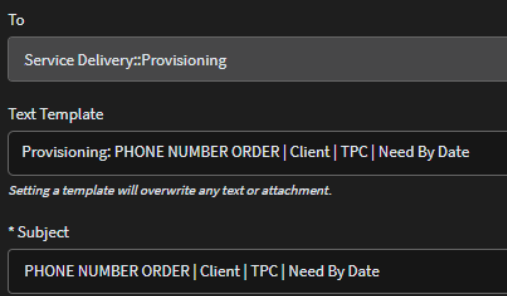 To
Service Delivery::Provisioning
Text Template
Provisioning: PHONE NUMBER ORDER | Client | TPC | Need By Date
Setting a template will overwrite any text or attachment.
* Subject
PHONE NUMBER ORDER | Client | TPC | Need By Date